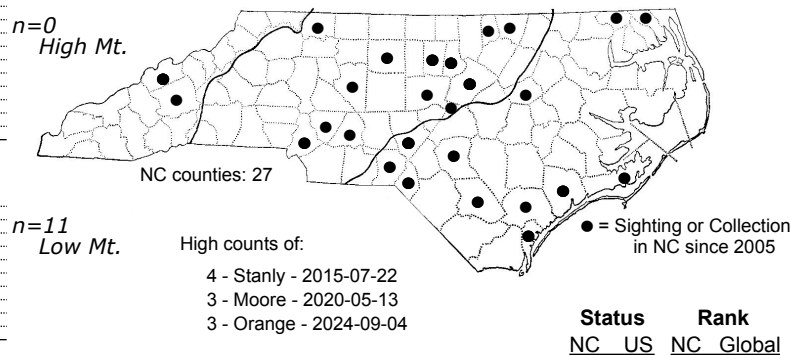 n=0
High Mt.
NC counties: 27
n=11
Low Mt.
High counts of:
4 - Stanly - 2015-07-22
3 - Moore - 2020-05-13
3 - Orange - 2024-09-04
● = Sighting or Collection
in NC since 2005
Status Rank
NC US NC Global